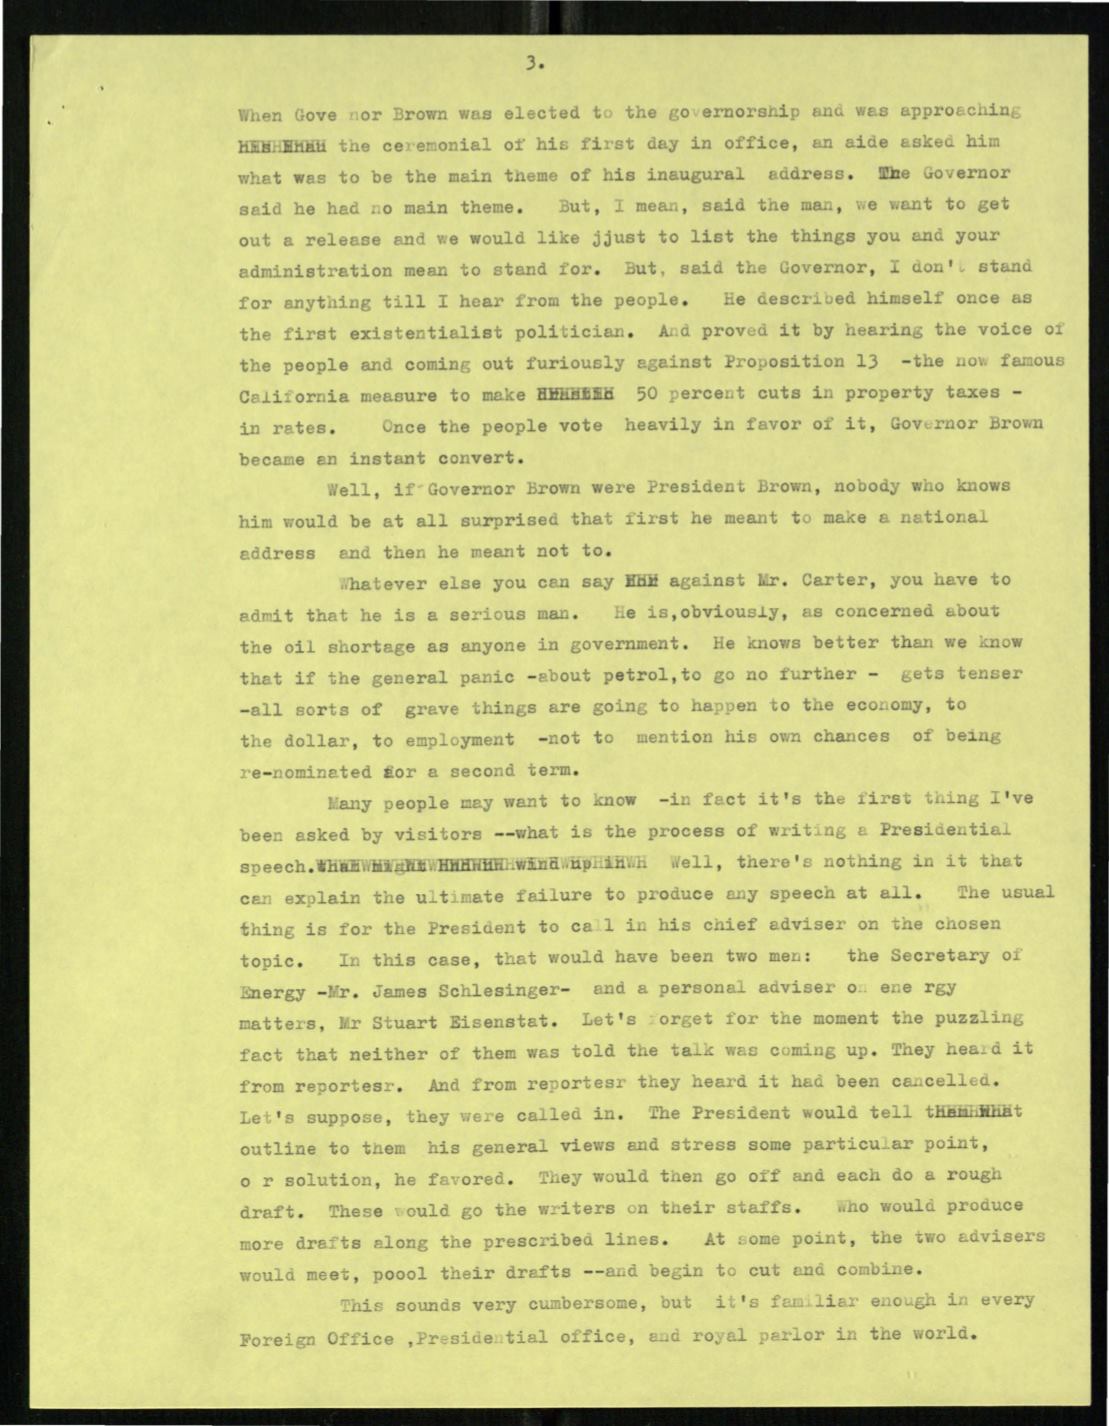 3.
When Gove nor Brown was elected to the governorship and was approaching
the ceremonial of his first day in office, an aide asked him
what was to be the main theme of his inaugural address. The Governor
said he had no main theme. But, I mean, said the man, we want to get
out a release and we would like jjust to list the things you and your
administration mean to stand for. But, said the Governor, I don't stand
for anything till I hear from the people. He described himself once as
the first existentialist politician. And proved it by hearing the voice of
the people and coming out furiously against Proposition 13 -the now famous
California measure to make 50 percent cuts in property taxes -
in rates. Once the people vote heavily in favor of it, Governor Brown
became an instant convert.
Well, if Governor Brown were President Brown, nobody who knows
him would be at all surprised that first he meant to make a national
address and then he meant not to.
Whatever else you can say against Mr. Carter, you have to
admit that he is a serious man. He is,obviously, as concerned about
the oil shortage as anyone in government. He knows better than we know
that if the general panic -about petrol,to go no further - gets tenser
-all sorts of grave things are going to happen to the economy, to
the dollar, to employment -not to mention his own chances of being
re-nominated for a second term.
Many people may want to know -in fact it's the first thing I've
been asked by visitors --what is the process of writing a Presidential
speech. Well, there's nothing in it that
can explain the ultimate failure to produce any speech at all. The usual
thing is for the President to call in his chief adviser on the chosen
topic. In this case, that would have been two men: the Secretary of
Energy -Mr. James Schlesinger- and a personal adviser on ene rgy
matters, Mr Stuart Eisenstat. Let's forget for the moment the puzzling
fact that neither of them was told the talk was coming up. They heard it
from reportesr. And from reportesr they heard it had been cancelled.
Let's suppose, they were called in. The President would tell
outline to them his general views and stress some particular point,
o r solution, he favored. They would then go off and each do a rough
draft. These would go the writers on their staffs. Who would produce
more drafts along the prescribed lines. At some point, the two advisers
would meet, poool their drafts --and begin to cut and combine.
This sounds very cumbersome, but it's familiar enough in every
Foreign Office ,Presidential office, and royal parlor in the world.